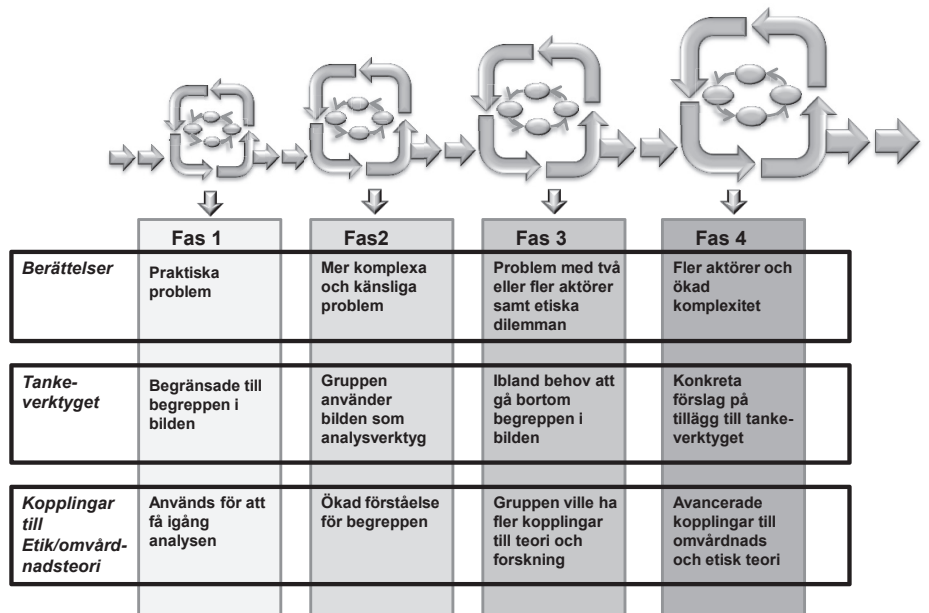 Fas 1
Fas2
Fas 3
Fas 4
Berättelser
Praktiska
problem
Mer komplexa
och känsliga
problem
Problem med två
eller fler aktörer
samt etiska
dilemman
Fler aktörer och
ökad
komplexitet
Tanke-
verktyget
Begränsade till
begreppen i
bilden
Gruppen
använder
bilden som
analysverktyg
Ibland behov att
gå bortom
begreppen i
bilden
Konkreta
förslag på
tillägg till tanke-
verktyget
Kopplingar
till
Etik/omvård-
nadsteori
Används för att
få igång
analysen
Ökad förståelse
för begreppen
Gruppen ville ha
fler kopplingar
till teori och
forskning
Avancerade
kopplingar till
omvårdnads
och etisk teori